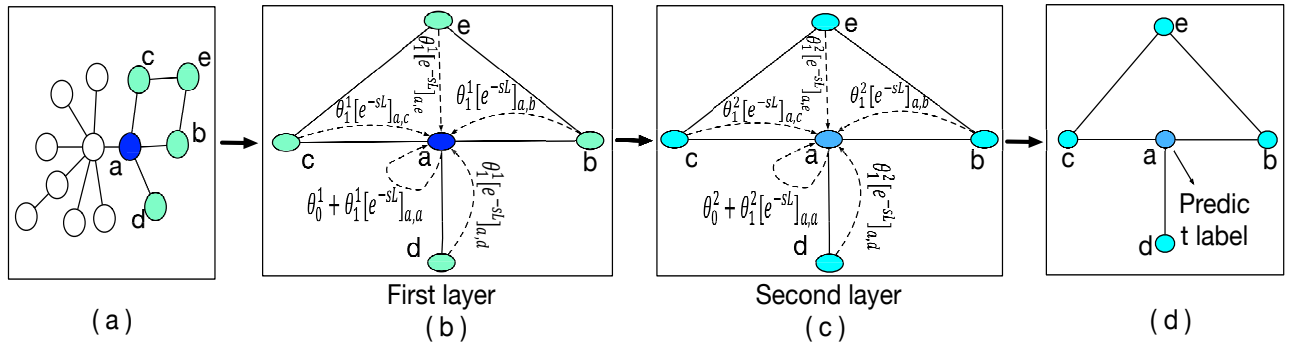 c
e
b
a
d
( a )
e
θ₁¹[e⁻ˢᴸ]ₐ,ₑ
θ₁¹[e⁻ˢᴸ]ₐ,c
θ₁¹[e⁻ˢᴸ]ₐ,b
c
a
b
θ₀¹ + θ₁¹[e⁻ˢᴸ]ₐ,ₐ
θ₁¹[e⁻ˢᴸ]ₐ,d
d
First layer
( b )
e
θ₁²[e⁻ˢᴸ]ₐ,ₑ
θ₁²[e⁻ˢᴸ]ₐ,c
θ₁²[e⁻ˢᴸ]ₐ,b
c
a
b
θ₀² + θ₁²[e⁻ˢᴸ]ₐ,ₐ
θ₁²[e⁻ˢᴸ]ₐ,d
d
Second layer
( c )
e
c
a
b
Predic
t label
d
( d )